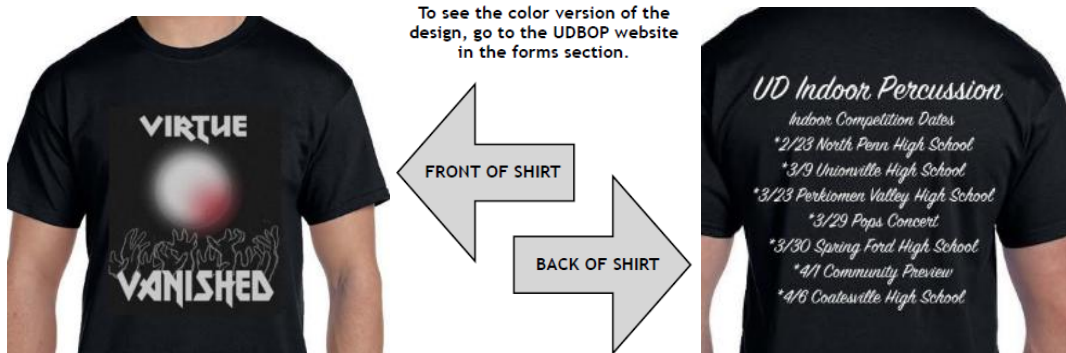 To see the color version of the
design, go to the UDBOP website
in the forms section.
VIRTUE
VANISHED
FRONT OF SHIRT
BACK OF SHIRT
UD Indoor Percussion
Indoor Competition Dates
*2/23 North Penn High School
*3/9 Unionville High School
*3/23 Perkiomen Valley High School
*3/29 Pops Concert
*3/30 Spring Ford High School
*4/1 Community Preview
*4/6 Coatesville High School